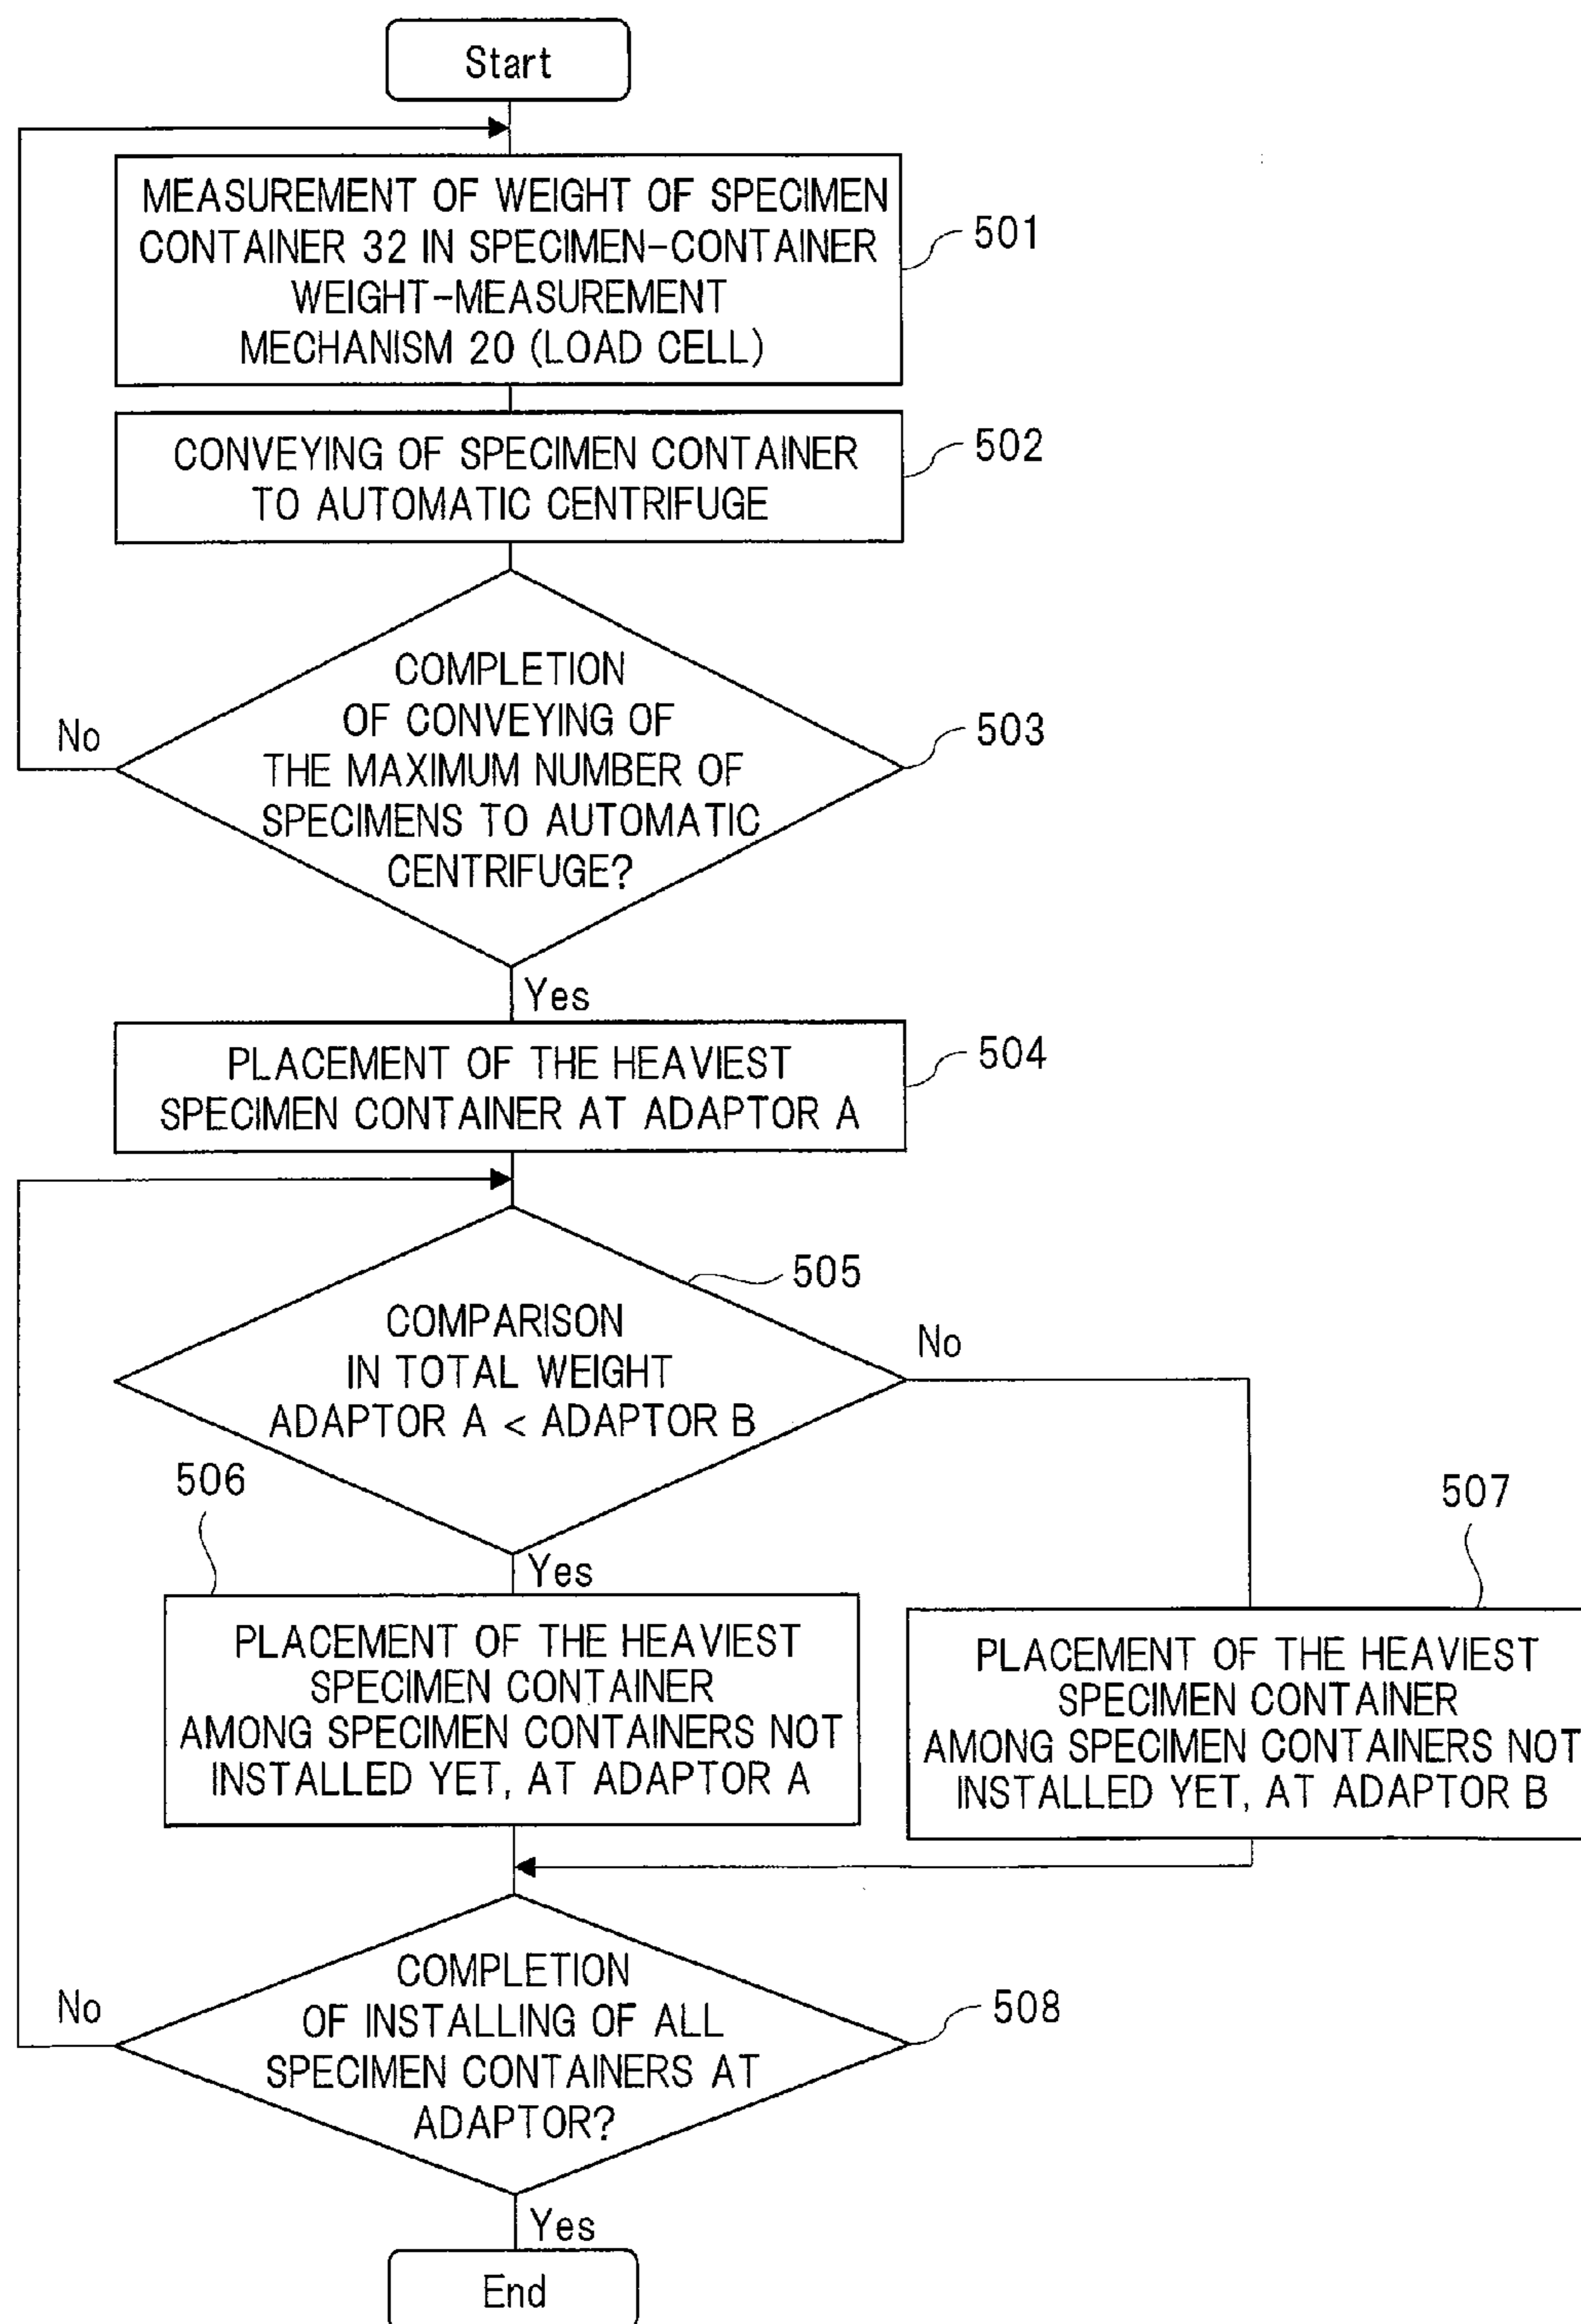 Start
MEASUREMENT OF WEIGHT OF SPECIMEN
CONTAINER 32 IN SPECIMEN-CONTAINER
WEIGHT-MEASUREMENT
MECHANISM 20 (LOAD CELL)
501
CONVEYING OF SPECIMEN CONTAINER
TO AUTOMATIC CENTRIFUGE
502
COMPLETION
OF CONVEYING OF
THE MAXIMUM NUMBER OF
SPECIMENS TO AUTOMATIC
CENTRIFUGE?
503
No
Yes
PLACEMENT OF THE HEAVIEST
SPECIMEN CONTAINER AT ADAPTOR A
504
COMPARISON
IN TOTAL WEIGHT
ADAPTOR A < ADAPTOR B
505
No
Yes
506
PLACEMENT OF THE HEAVIEST
SPECIMEN CONTAINER
AMONG SPECIMEN CONTAINERS NOT
INSTALLED YET, AT ADAPTOR A
507
PLACEMENT OF THE HEAVIEST
SPECIMEN CONTAINER
AMONG SPECIMEN CONTAINERS NOT
INSTALLED YET, AT ADAPTOR B
COMPLETION
OF INSTALLING OF ALL
SPECIMEN CONTAINERS AT
ADAPTOR?
508
No
Yes
End